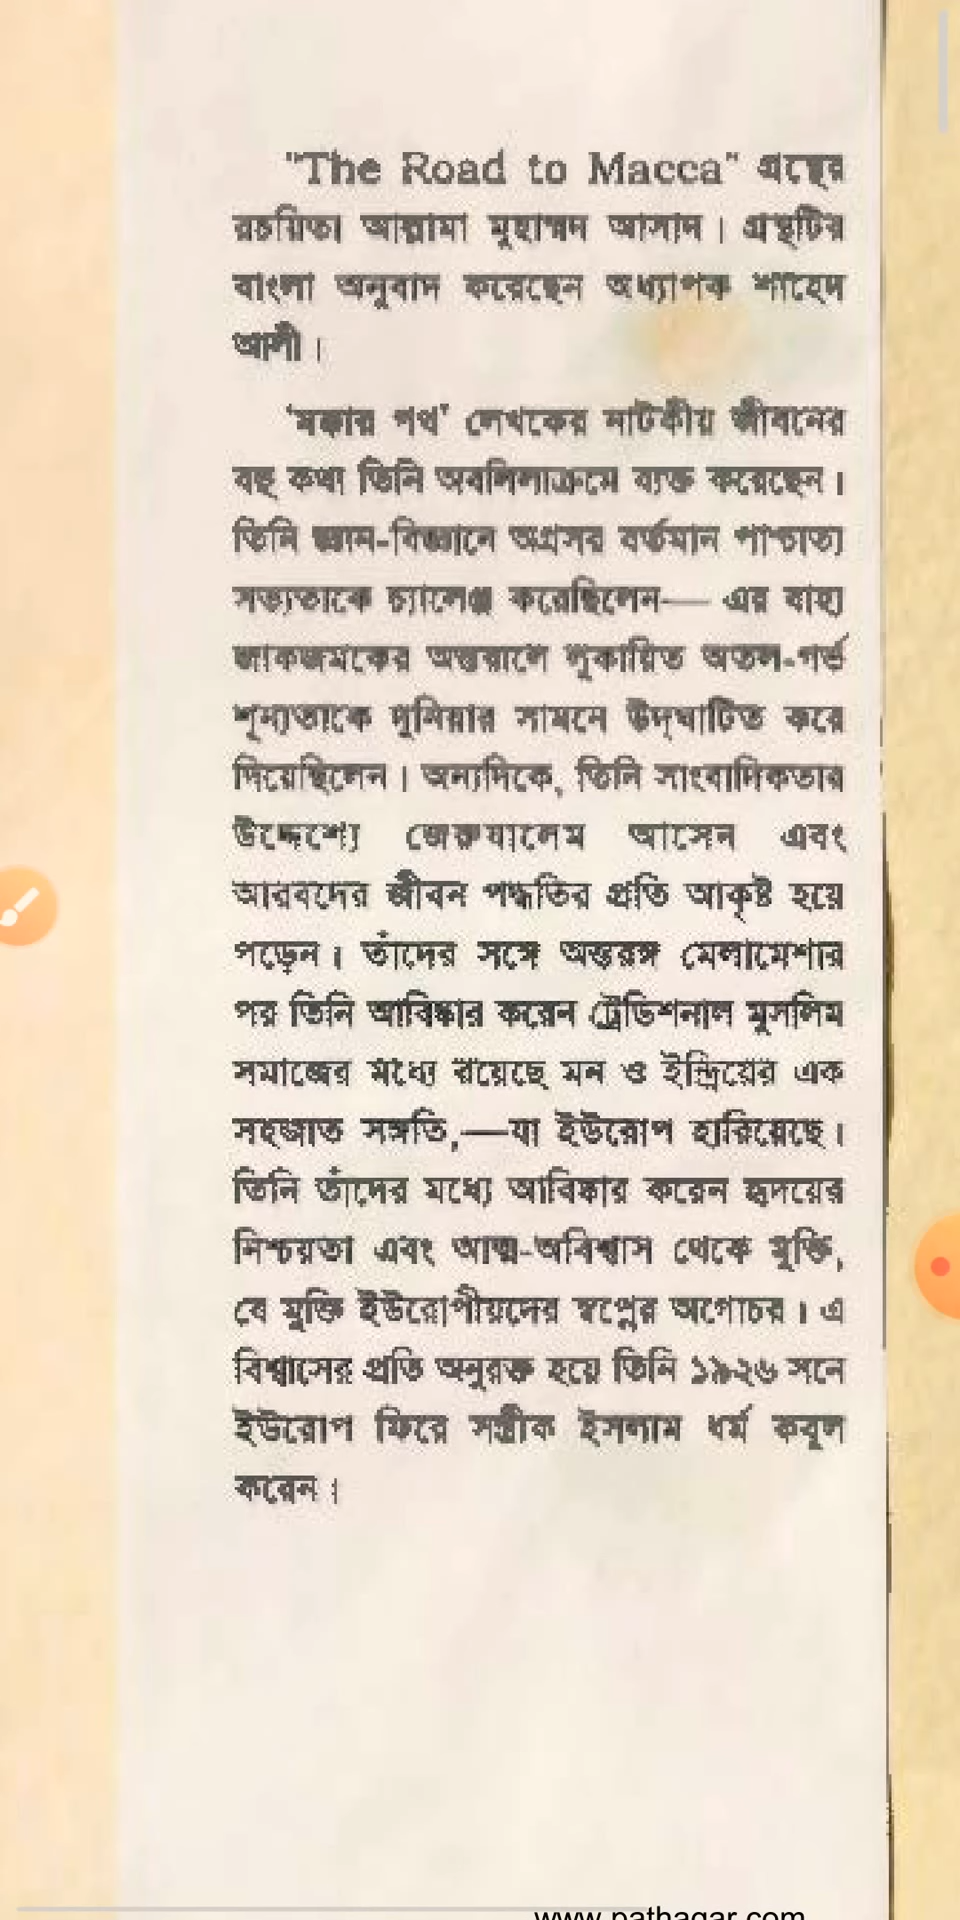 "The Road to Macca" গ্রন্থের
রচয়িতা আল্লামা মুহাম্মদ আসাদ। গ্রন্থটির
বাংলা অনুবাদ করেছেন অধ্যাপক শাহেদ
আলী।
'মক্কার পথ' লেখকের নাটকীয় জীবনের
বহু কথা তিনি অবলিলাক্রমে ব্যক্ত করেছেন।
তিনি জ্ঞান-বিজ্ঞানে অগ্রসর বর্তমান পাশ্চাত্য
সভ্যতাকে চ্যালেঞ্জ করেছিলেন— এর বাহ্য
জাকজমকের অন্তরালে লুকায়িত অতল-গর্ভ
শূন্যতাকে দুনিয়ার সামনে উদ্‌ঘাটিত করে
দিয়েছিলেন। অন্যদিকে, তিনি সাংবাদিকতার
উদ্দেশ্যে জেরুযালেম আসেন এবং
আরবদের জীবন পদ্ধতির প্রতি আকৃষ্ট হয়ে
পড়েন। তাঁদের সঙ্গে অন্তরঙ্গ মেলামেশার
পর তিনি আবিষ্কার করেন ট্রেডিশনাল মুসলিম
সমাজের মধ্যে রয়েছে মন ও ইন্দ্রিয়ের এক
সহজাত সঙ্গতি,—যা ইউরোপ হারিয়েছে।
তিনি তাঁদের মধ্যে আবিষ্কার করেন হৃদয়ের
নিশ্চয়তা এবং আত্ম-অবিশ্বাস থেকে মুক্তি,
যে মুক্তি ইউরোপীয়দের স্বপ্নের অগোচর। এ
বিশ্বাসের প্রতি অনুরক্ত হয়ে তিনি ১৯২৬ সনে
ইউরোপ ফিরে সস্ত্রীক ইসলাম ধর্ম কবুল
করেন।
www.pathagar.com